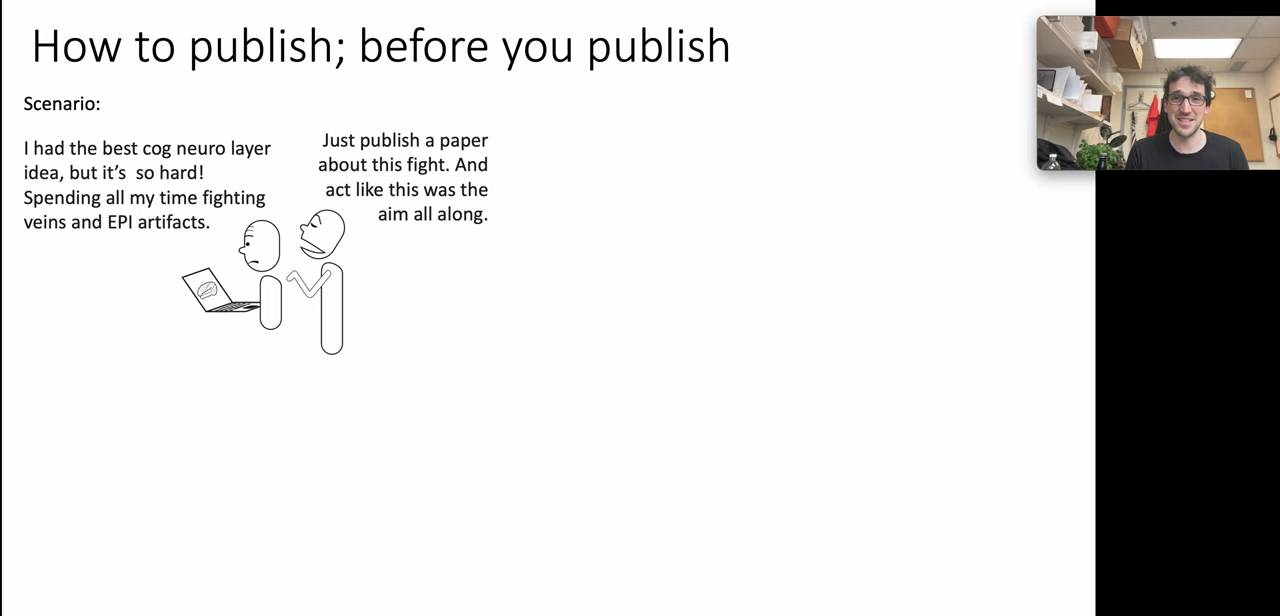 How to publish; before you publish
Scenario:
I had the best cog neuro layer
idea, but it's  so hard!
Spending all my time fighting
veins and EPI artifacts.
Just publish a paper
about this fight. And
act like this was the
aim all along.